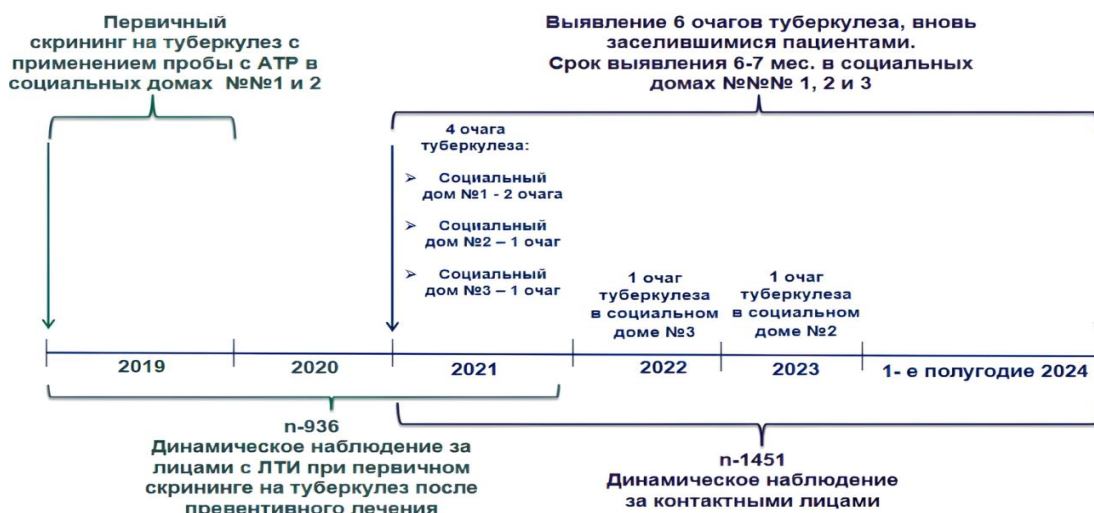 Первичный
скрининг на туберкулез с
применением пробы с АТР в
социальных домах №№1 и 2
Выявление 6 очагов туберкулеза, вновь
заселившимися пациентами.
Срок выявления 6-7 мес. в социальных
домах №№№ 1, 2 и 3
4 очага
туберкулеза:
➢ Социальный
дом №1 - 2 очага
➢ Социальный
дом №2 – 1 очаг
➢ Социальный
дом №3 – 1 очаг
1 очаг
туберкулеза
в социальном
доме №3
1 очаг
туберкулеза
в социальном
доме №2
2019
2020
2021
2022
2023
1- е полугодие 2024
n-936
Динамическое наблюдение за
лицами с ЛТИ при первичном
скрининге на туберкулез после
превентивного лечения
n-1451
Динамическое наблюдение
за контактными лицами